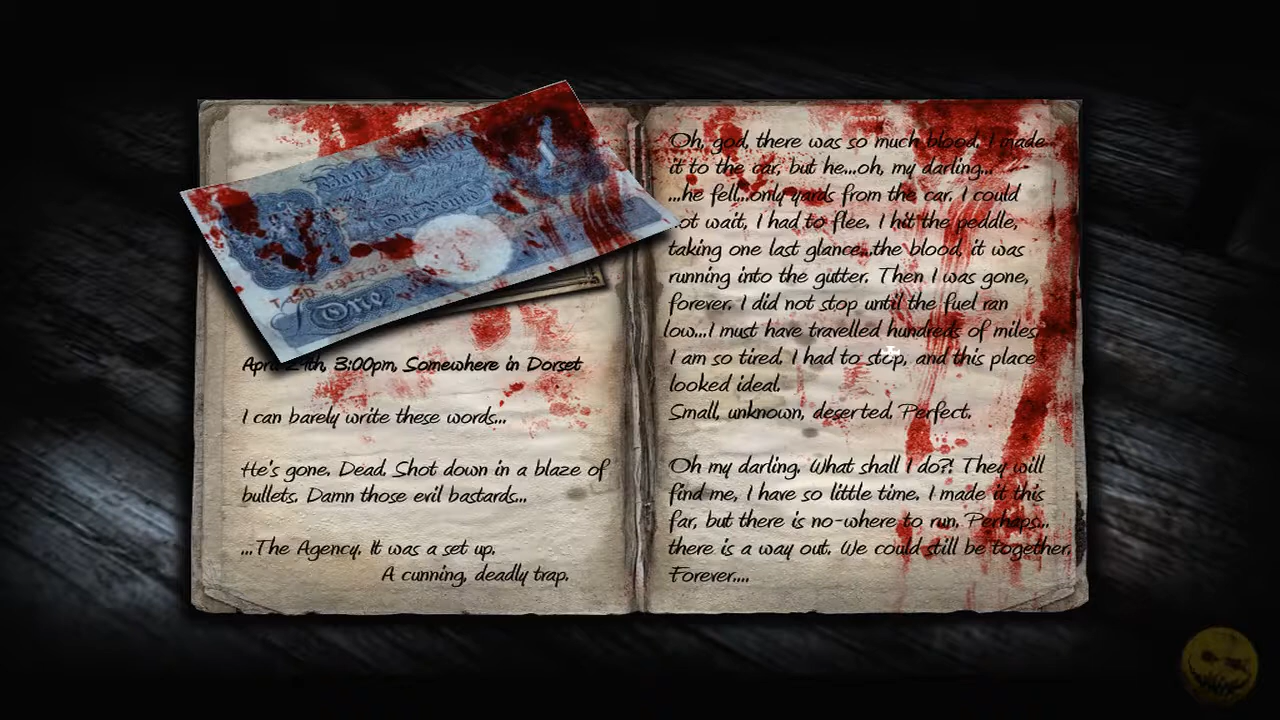 One
April 24th, 3:00pm, Somewhere in Dorset
I can barely write these words...
He's gone. Dead. Shot down in a blaze of
bullets. Damn those evil bastards...
...The Agency. It was a set up.
A cunning, deadly trap.
Oh, god, there was so much blood. I made
it to the car, but he...oh, my darling...
...he fell...only yards from the car. I could
not wait, I had to flee. I hit the peddle,
taking one last glance...the blood, it was
running into the gutter. Then I was gone,
forever. I did not stop until the fuel ran
low...I must have travelled hundreds of miles
I am so tired. I had to stop, and this place
looked ideal.
Small, unknown, deserted. Perfect.
Oh my darling. What shall I do?! They will
find me, I have so little time. I made it this
far, but there is no-where to run. Perhaps...
there is a way out. We could still be together.
Forever....